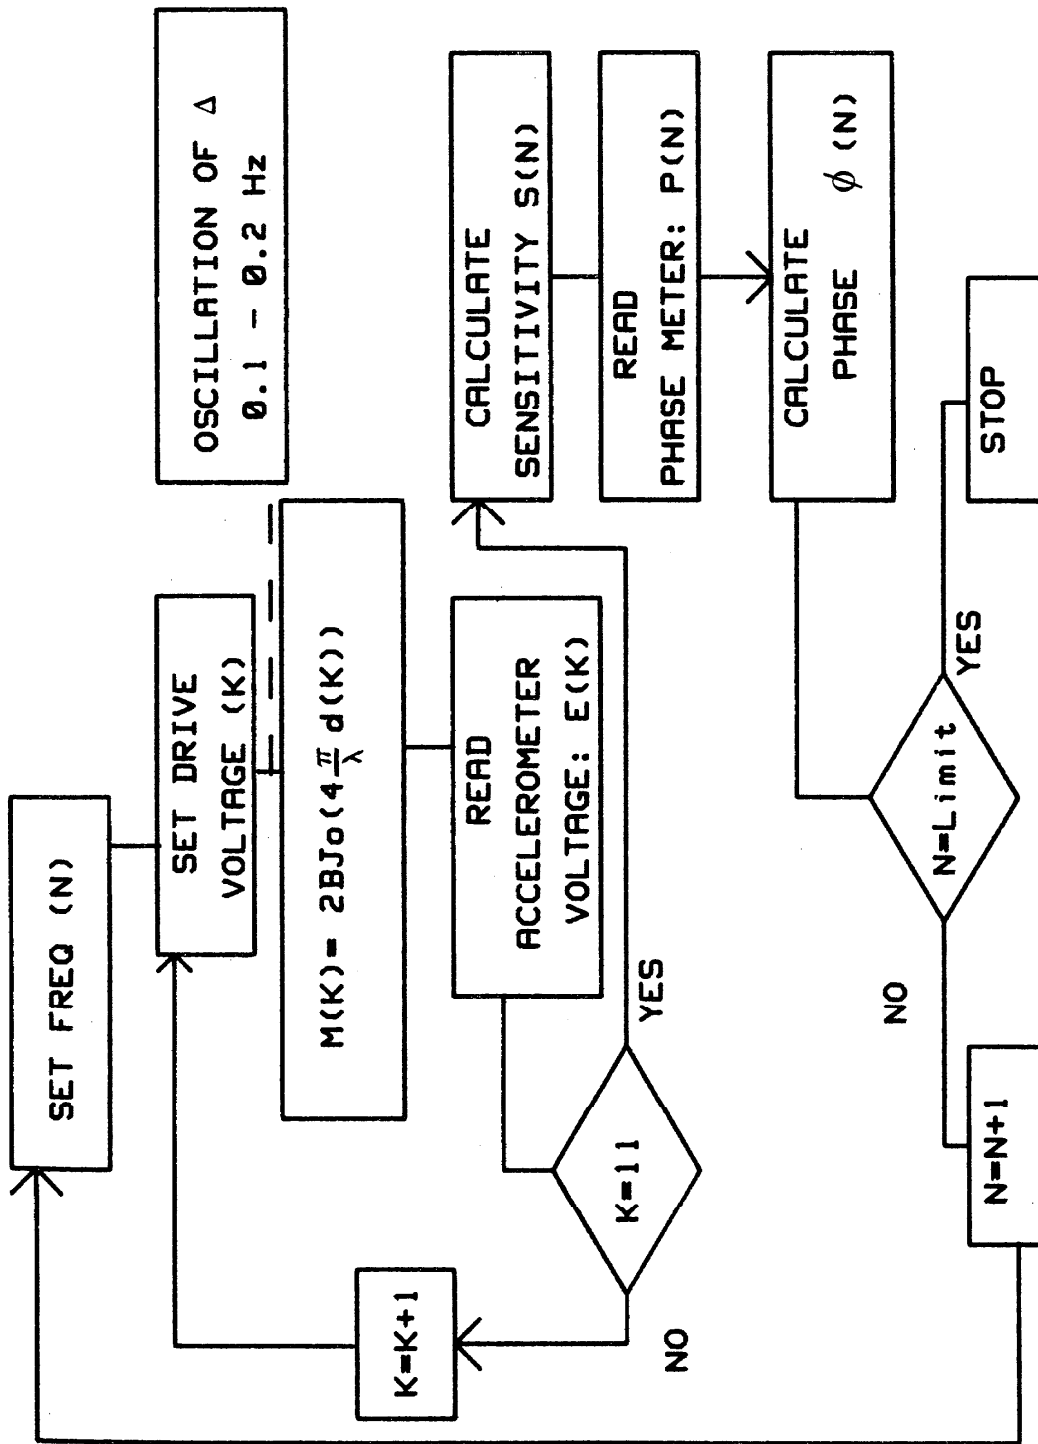 SET FREQ (N)
OSCILLATION OF Δ
0.1 - 0.2 Hz
SET DRIVE
VOLTAGE (K)
M(K)= 2BJo(4 π/λ d(K))
READ
ACCELEROMETER
VOLTAGE: E(K)
K=K+1
K=11
NO
YES
CALCULATE
SENSITIVITY S(N)
READ
PHASE METER: P(N)
CALCULATE
PHASE ϕ (N)
N=Limit
NO
YES
N=N+1
STOP